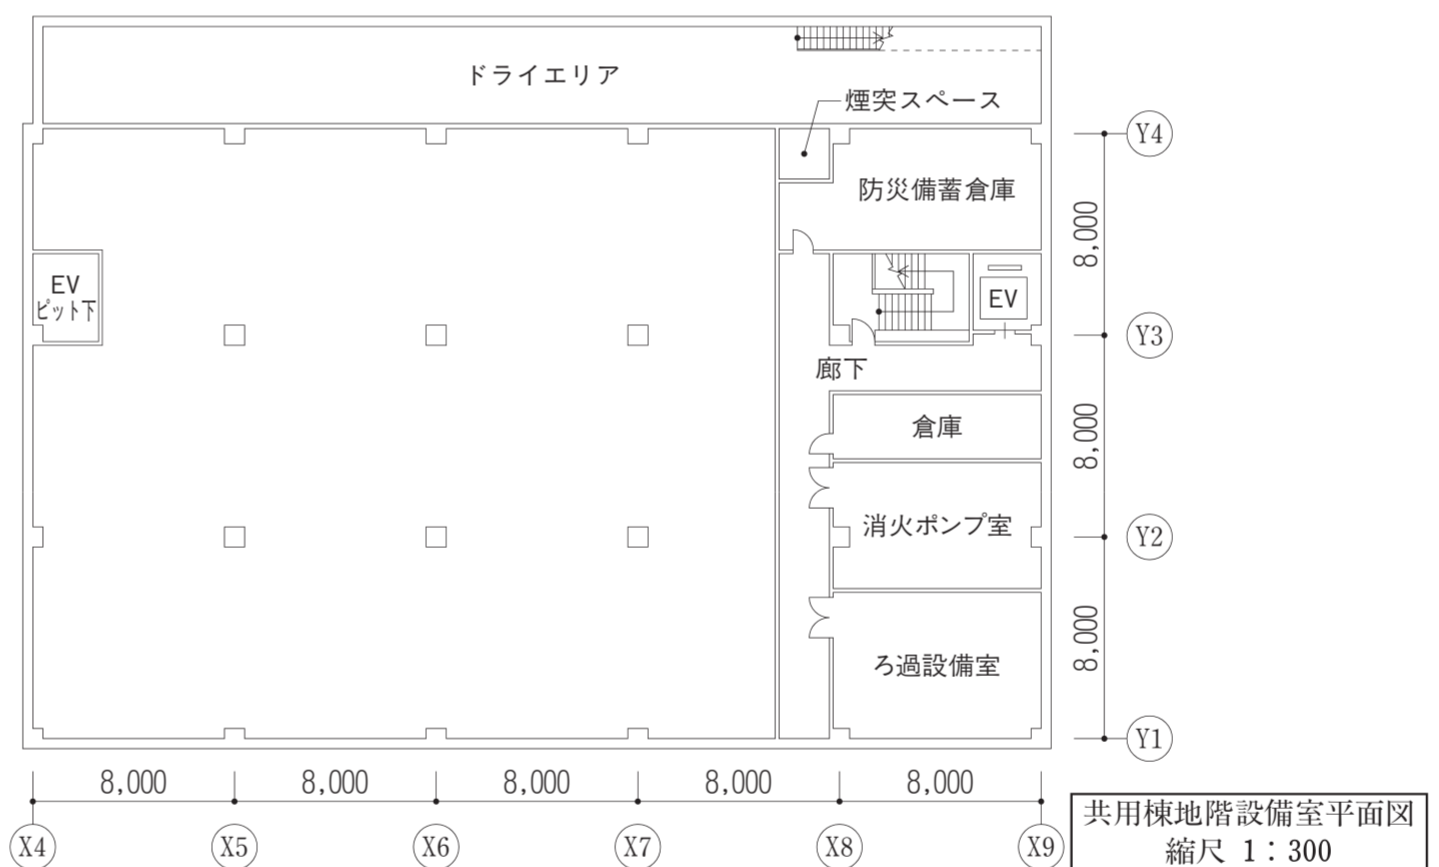 ドライエリア
煙突スペース
Y4
防災備蓄倉庫
8,000
EV
ピット下
EV
Y3
廊下
8,000
倉庫
消火ポンプ室
Y2
8,000
ろ過設備室
Y1
8,000 8,000 8,000 8,000 8,000
X4 X5 X6 X7 X8 X9
共用棟地階設備室平面図
縮尺 1：300